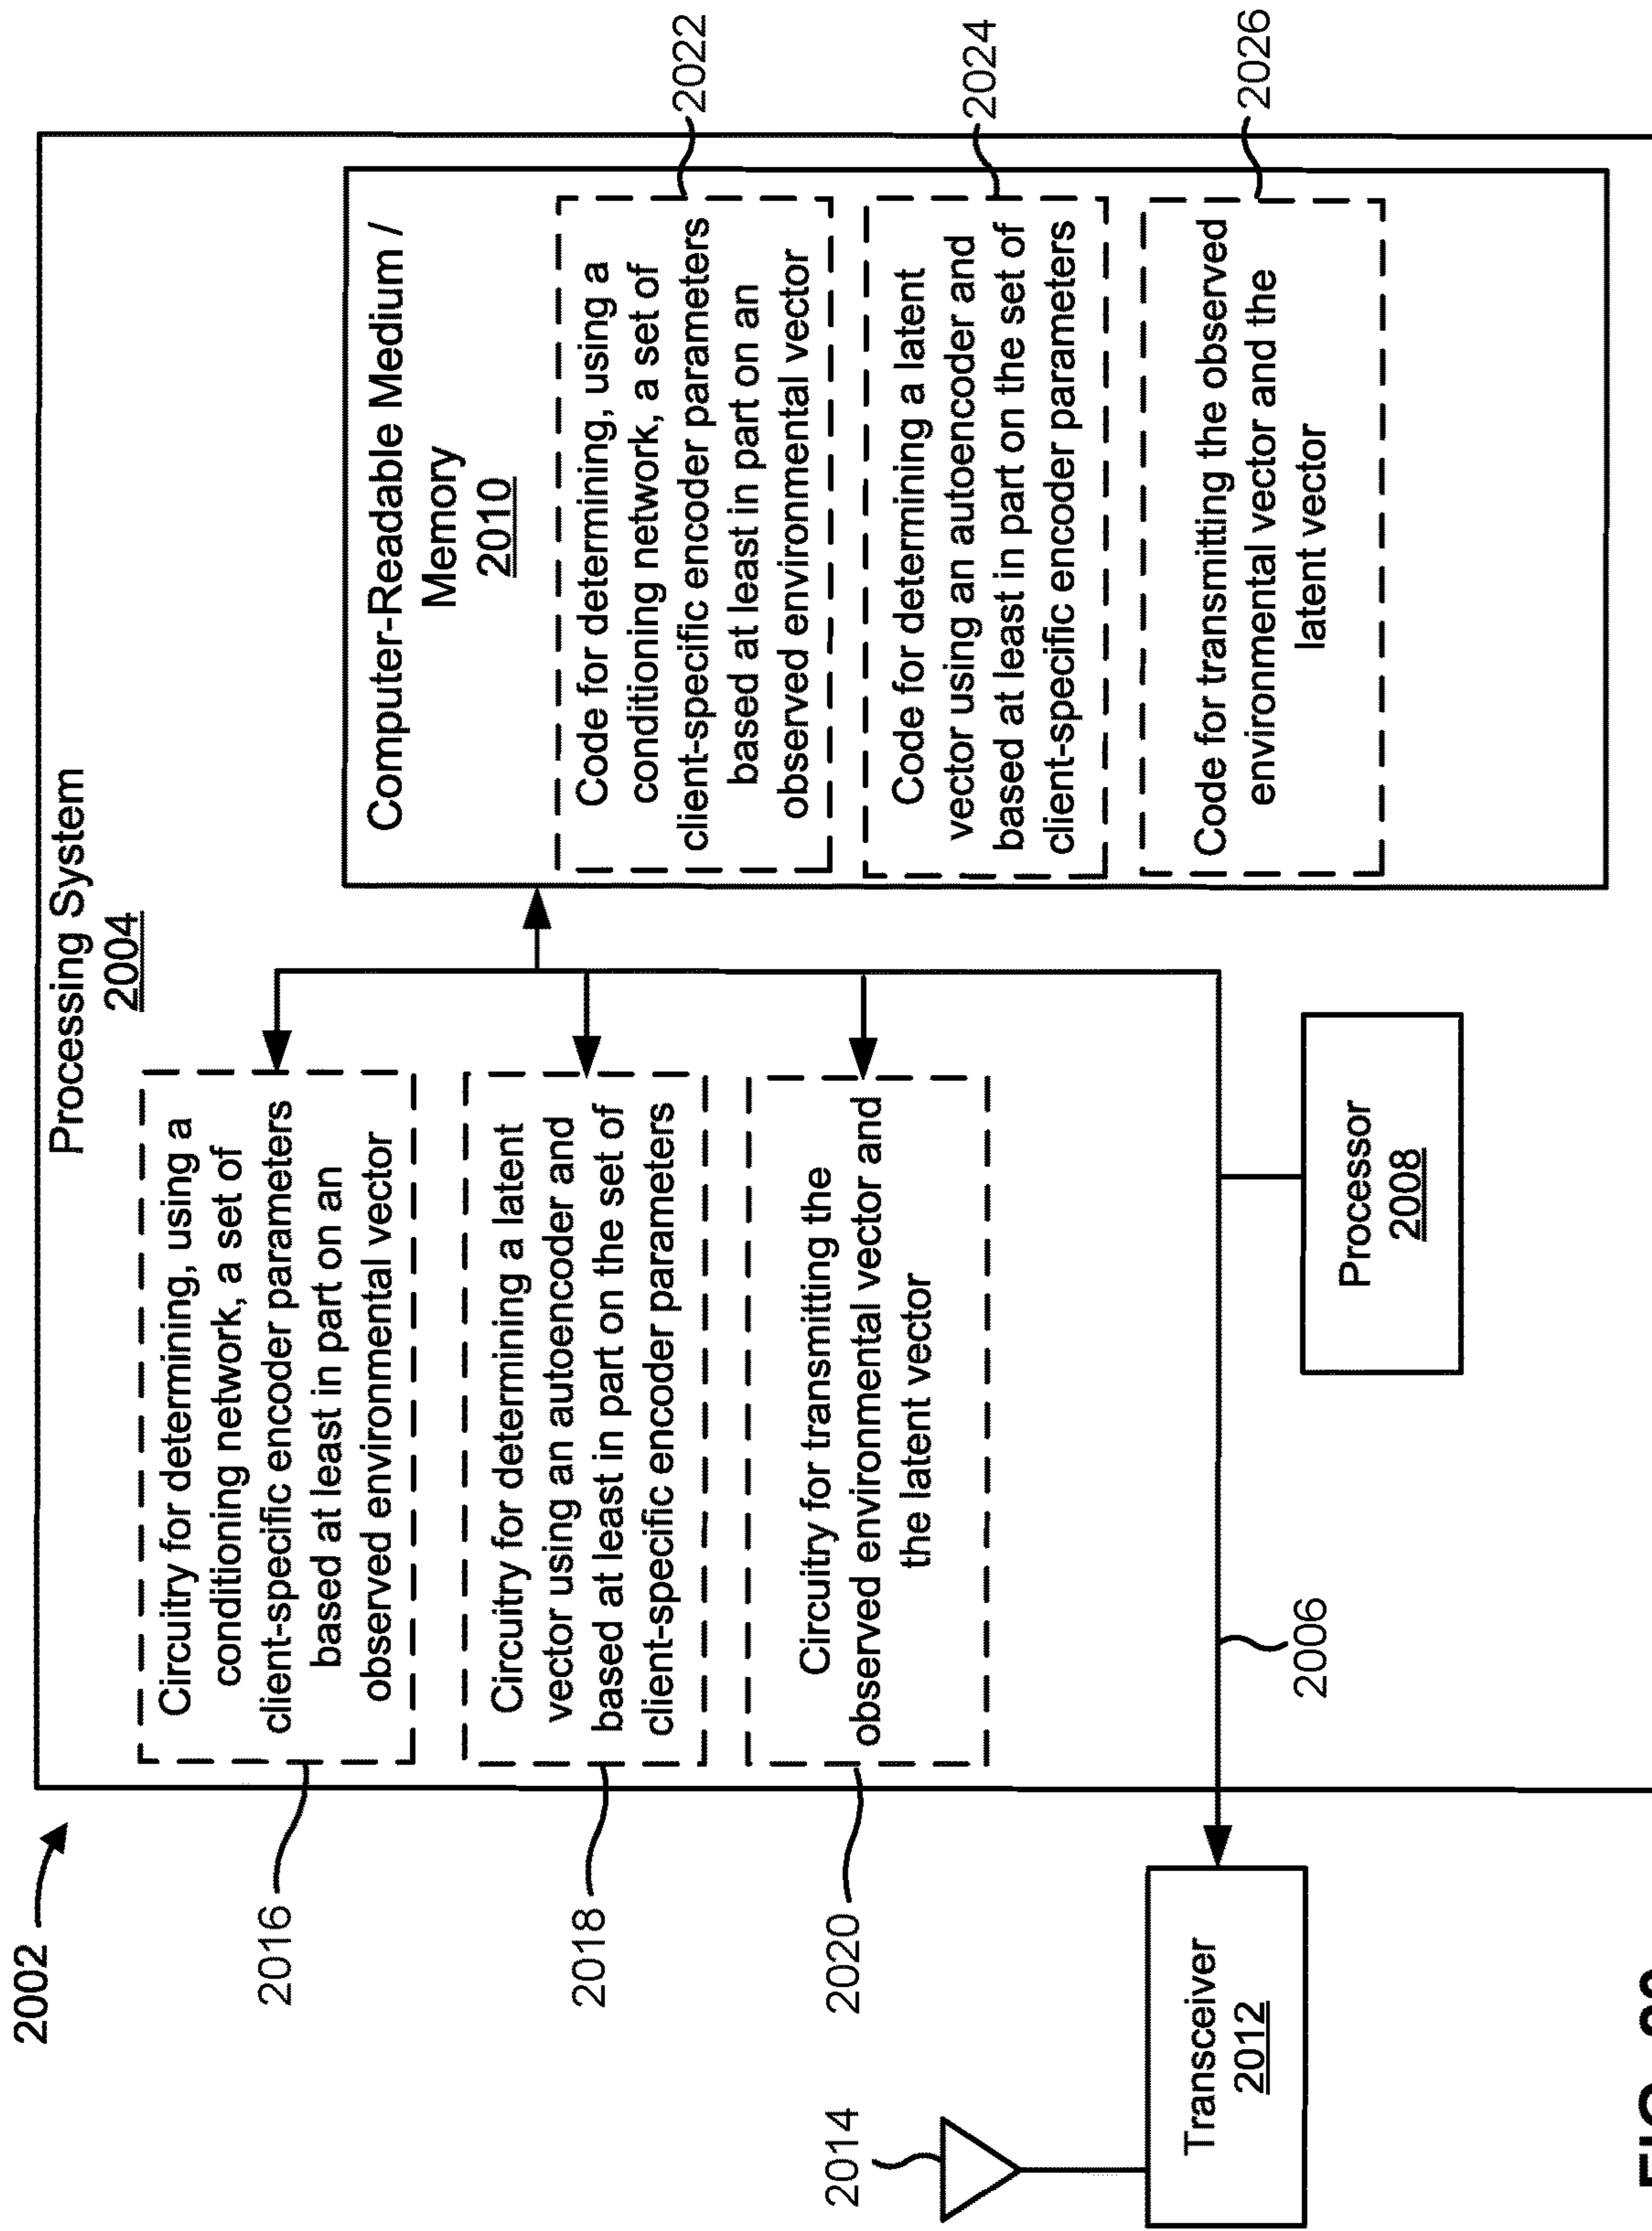 2002
Processing System
2004
2016
Circuitry for determining, using a
conditioning network, a set of
client-specific encoder parameters
based at least in part on an
observed environmental vector
2018
Circuitry for determining a latent
vector using an autoencoder and
based at least in part on the set of
client-specific encoder parameters
2020
Circuitry for transmitting the
observed environmental vector and
the latent vector
Computer-Readable Medium /
Memory
2010
Code for determining, using a
conditioning network, a set of
client-specific encoder parameters
based at least in part on an
observed environmental vector
2022
Code for determining a latent
vector using an autoencoder and
based at least in part on the set of
client-specific encoder parameters
2024
Code for transmitting the observed
environmental vector and the
latent vector
2026
2014
Transceiver
2012
2006
Processor
2008